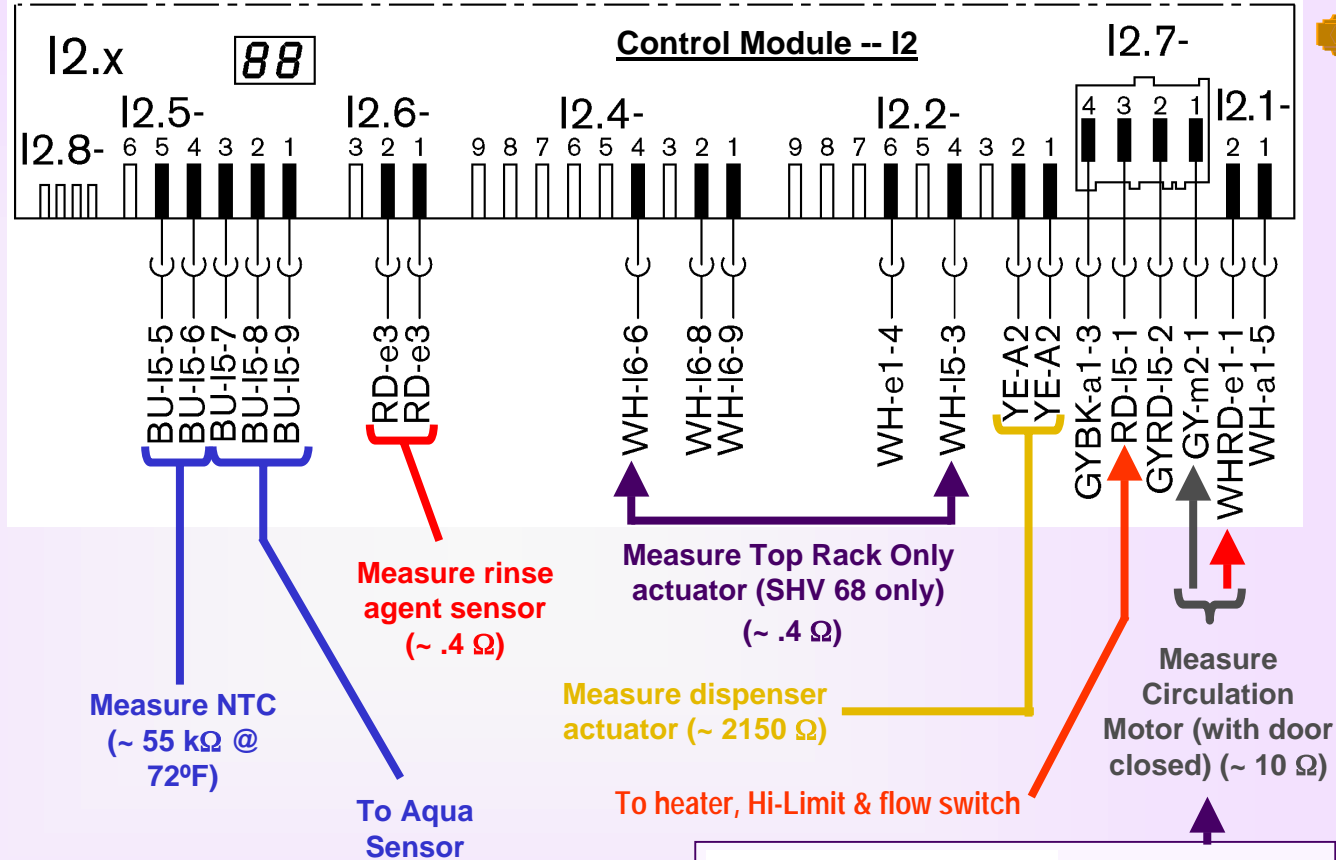 Control Module -- I2
I2.x
88
I2.7-
4 3 2 1
I2.5-
I2.6-
I2.4-
I2.2-
I2.1-
I2.8-
6 5 4 3 2 1
3 2 1
9 8 7 6 5 4 3 2 1
9 8 7 6 5 4 3 2 1
2 1
BU-I5-5
BU-I5-6
BU-I5-7
BU-I5-8
BU-I5-9
RD-e3
RD-e3
WH-I6-6
WH-I6-8
WH-I6-9
WH-e1-4
WH-I5-3
YE-A2
YE-A2
GYBK-a1-3
RD-I5-1
GYRD-I5-2
GY-m2-1
WHRD-e1-1
WH-a1-5
Measure rinse
agent sensor
(~ .4 Ω)
Measure Top Rack Only
actuator (SHV 68 only)
(~ .4 Ω)
Measure NTC
(~ 55 kΩ @
72ºF)
Measure dispenser
actuator (~ 2150 Ω)
Measure
Circulation
Motor (with door
closed) (~ 10 Ω)
To Aqua
Sensor
To heater, Hi-Limit & flow switch